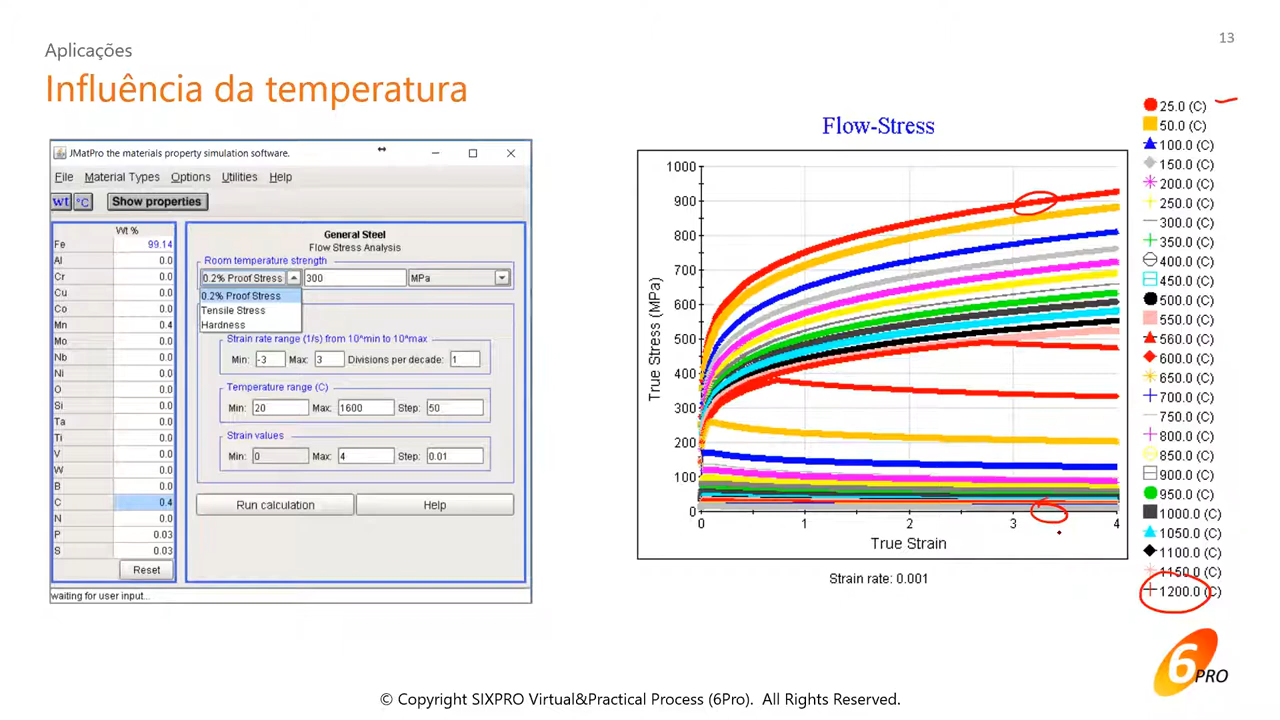 Aplicações
13
Influência da temperatura
JMatPro the materials property simulation software.
File Material Types Options Utilities Help
wt °C Show properties
Wt %
Fe 99.14
Al 0.0
Cr 0.0
Cu 0.0
Co 0.0
Mn 0.4
Mo 0.0
Nb 0.0
Ni 0.0
O 0.0
Si 0.0
Ta 0.0
Ti 0.0
V 0.0
W 0.0
B 0.0
C 0.4
N 0.0
P 0.03
S 0.03
Reset
General Steel
Flow Stress Analysis
Room temperature strength
0.2% Proof Stress 300 MPa
0.2% Proof Stress
Tensile Stress
Hardness
Strain rate range (1/s) from 10^min to 10^max
Min: -3 Max: 3 Divisions per decade: 1
Temperature range (C)
Min: 20 Max: 1600 Step: 50
Strain values
Min: 0 Max: 4 Step: 0.01
Run calculation Help
waiting for user input...
Flow-Stress
True Stress (MPa)
1000
900
800
700
600
500
400
300
200
100
0
0 1 2 3 4
True Strain
Strain rate: 0.001
25.0 (C)
50.0 (C)
100.0 (C)
150.0 (C)
200.0 (C)
250.0 (C)
300.0 (C)
350.0 (C)
400.0 (C)
450.0 (C)
500.0 (C)
550.0 (C)
560.0 (C)
600.0 (C)
650.0 (C)
700.0 (C)
750.0 (C)
800.0 (C)
850.0 (C)
900.0 (C)
950.0 (C)
1000.0 (C)
1050.0 (C)
1100.0 (C)
1150.0 (C)
1200.0 (C)
6 PRO
© Copyright SIXPRO Virtual&Practical Process (6Pro). All Rights Reserved.